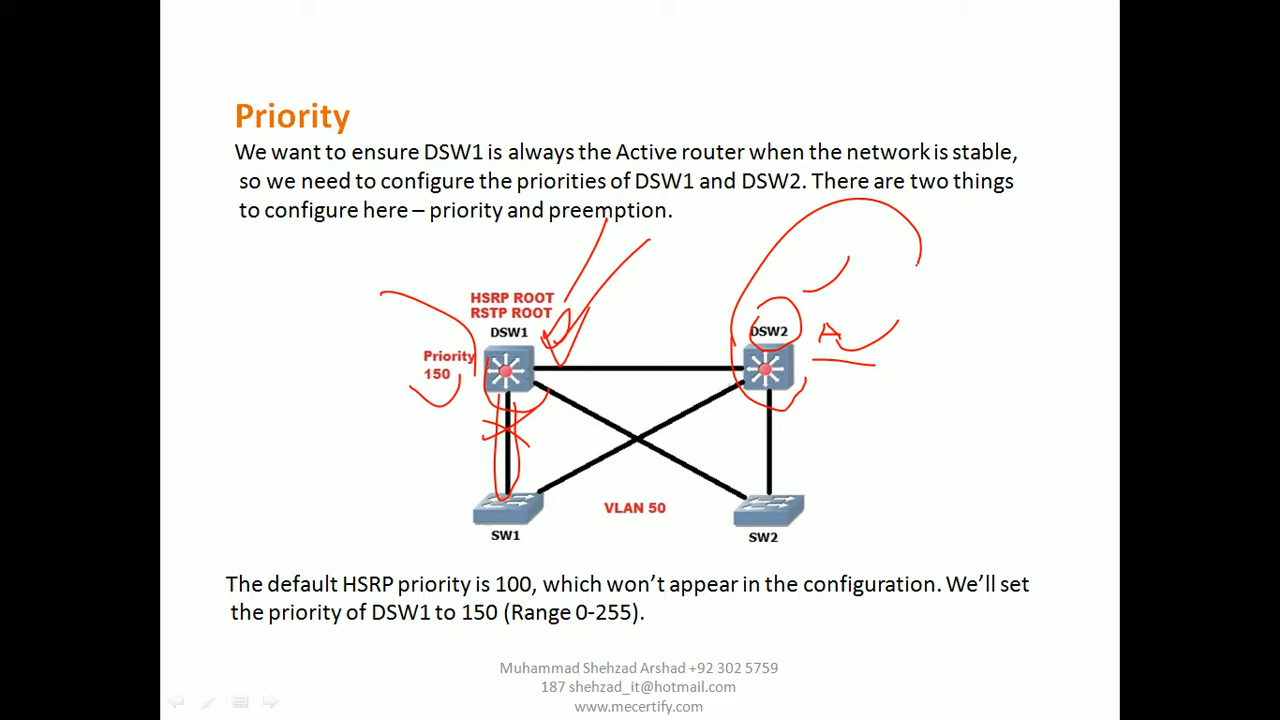 Priority
We want to ensure DSW1 is always the Active router when the network is stable,
so we need to configure the priorities of DSW1 and DSW2. There are two things
to configure here – priority and preemption.
HSRP ROOT
RSTP ROOT
DSW1
DSW2
A
Priority
150
VLAN 50
SW1
SW2
The default HSRP priority is 100, which won’t appear in the configuration. We’ll set
the priority of DSW1 to 150 (Range 0-255).
Muhammad Shehzad Arshad +92 302 5759
187 shehzad_it@hotmail.com
www.mecertify.com